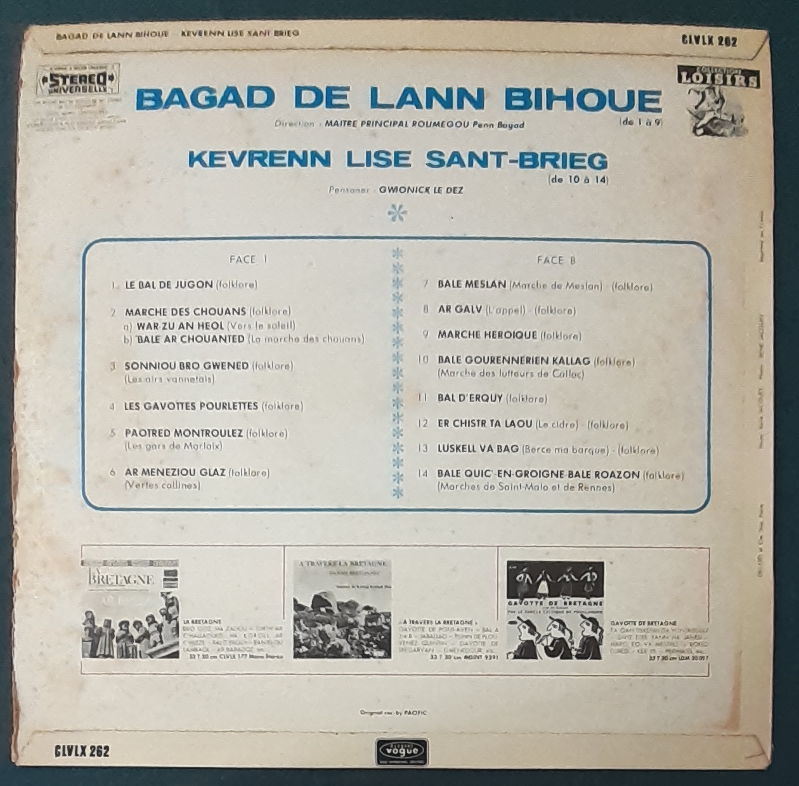 BAGAD DE LANN BIHOUE - KEVRENN LISE SANT-BRIEG
CLVLX 262
STEREO
UNIVERSELLE
COLLECTION
LOISIRS
BAGAD DE LANN BIHOUE
(de 1 à 9)
Direction : MAITRE PRINCIPAL ROUMEGOU Penn Bagad
KEVRENN LISE SANT-BRIEG
(de 10 à 14)
Pensoner : GWIONICK LE DEZ
FACE 1
1 LE BAL DE JUGON (folklore)
2 MARCHE DES CHOUANS (folklore)
a) WAR ZU AN HEOL (Vers le soleil)
b) BALE AR CHOUANTED (La marche des chouans)
3 SONNIOU BRO GWENED (folklore)
(Les airs vannetais)
4 LES GAVOTTES POURLETTES (folklore)
5 PAOTRED MONTROULEZ (folklore)
(Les gars de Morlaix)
6 AR MENEZIOU GLAZ (folklore)
(Vertes collines)
FACE B
7 BALE MESLAN (Marche de Meslan) - (folklore)
8 AR GALV (L'appel) - (folklore)
9 MARCHE HEROIQUE (folklore)
10 BALE GOURENNERIEN KALLAG (folklore)
(Marche des lutteurs de Callac)
11 BAL D'ERQUY (folklore)
12 ER CHISTR TA LAOU (Le cidre) - (folklore)
13 LUSKELL VA BAG (Berce ma barque) - (folklore)
14 BALE QUIC-EN-GROIGNE-BALE ROAZON (folklore)
(Marches de Saint-Malo et de Rennes)
BRETAGNE
LA BRETAGNE
A TRAVERS LA BRETAGNE
« A TRAVERS LA BRETAGNE »
GAVOTTE DE BRETAGNE
GAVOTTE DE BRETAGNE
Original rec. by PACIFIC
CLVLX 262
vogue